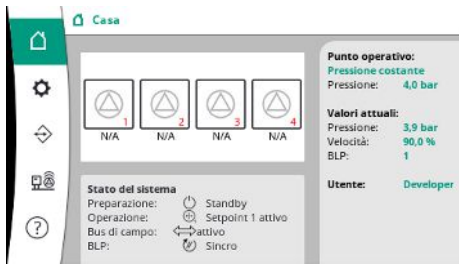 Casa
1
2
3
4
N/A
N/A
N/A
N/A
Stato del sistema
Preparazione: Standby
Operazione: Setpoint 1 attivo
Bus di campo: attivo
BLP: Sincro
Punto operativo:
Pressione costante
Pressione: 4,0 bar
Valori attuali:
Pressione: 3,9 bar
Velocità: 90,0 %
BLP: 1
Utente: Developer